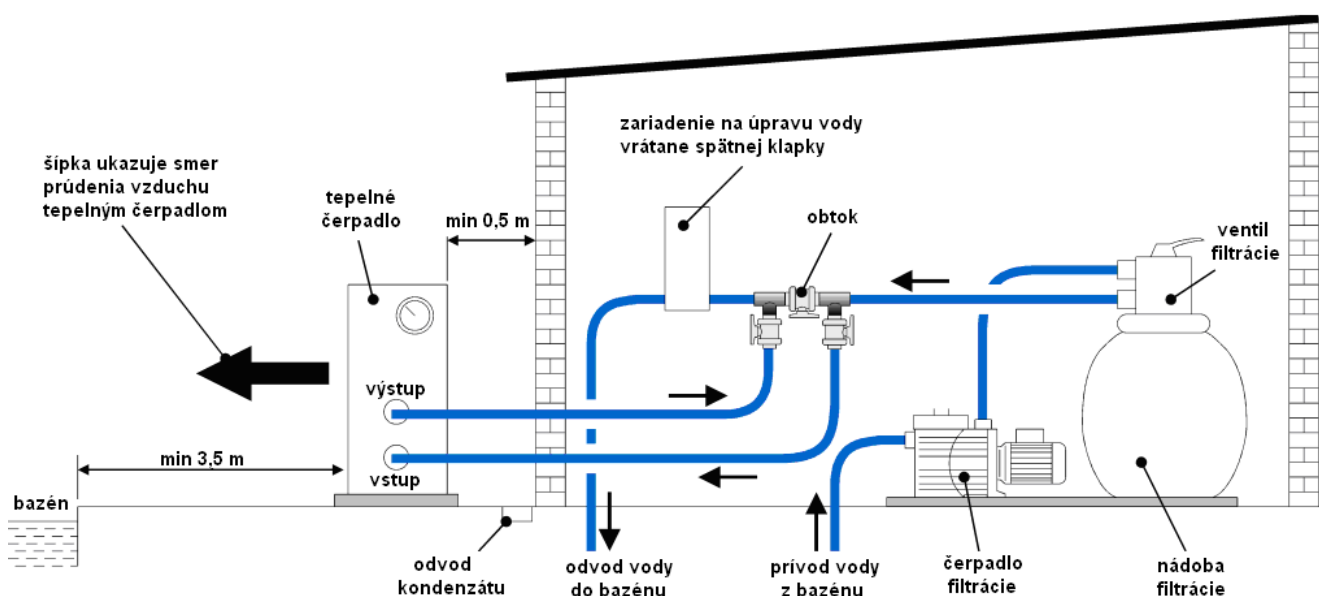 zariadenie na úpravu vody
vrátane spätnej klapky
šípka ukazuje smer
prúdenia vzduchu
tepelným čerpadlom
tepelné
čerpadlo
min 0,5 m
obtok
ventil
filtrácie
výstup
min 3,5 m
vstup
bazén
odvod
kondenzátu
odvod vody
do bazénu
prívod vody
z bazénu
čerpadlo
filtrácie
nádoba
filtrácie